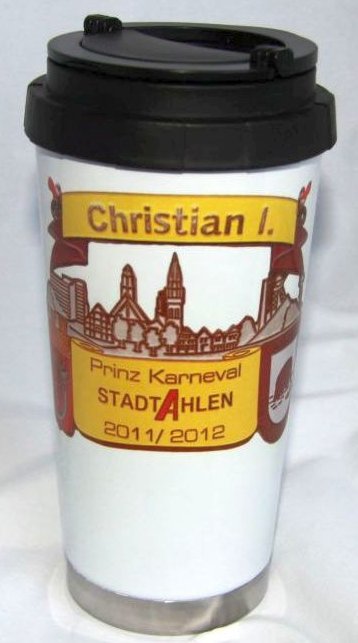 Christian I.
Prinz Karneval
STADTAHLEN
2011/2012